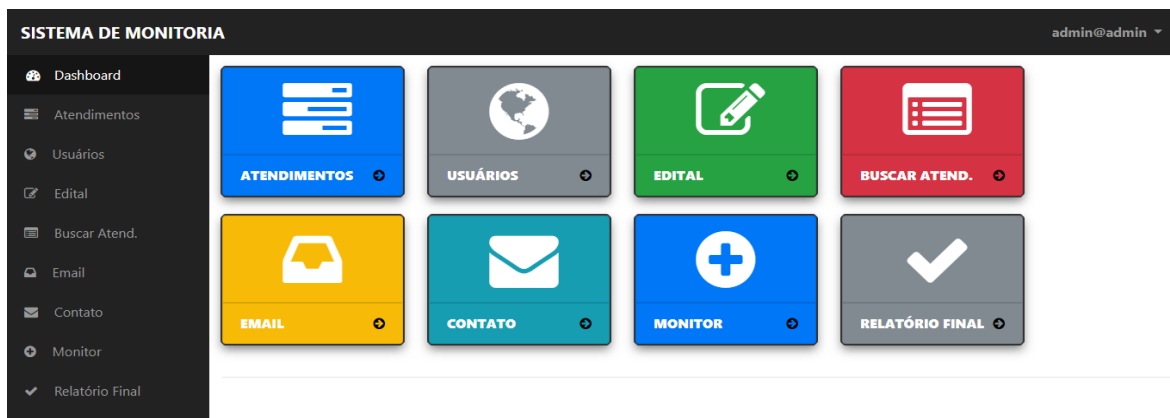 SISTEMA DE MONITORIA
admin@admin
Dashboard
Atendimentos
Usuários
Edital
Buscar Atend.
Email
Contato
Monitor
Relatório Final
ATENDIMENTOS
USUÁRIOS
EDITAL
BUSCAR ATEND.
EMAIL
CONTATO
MONITOR
RELATÓRIO FINAL